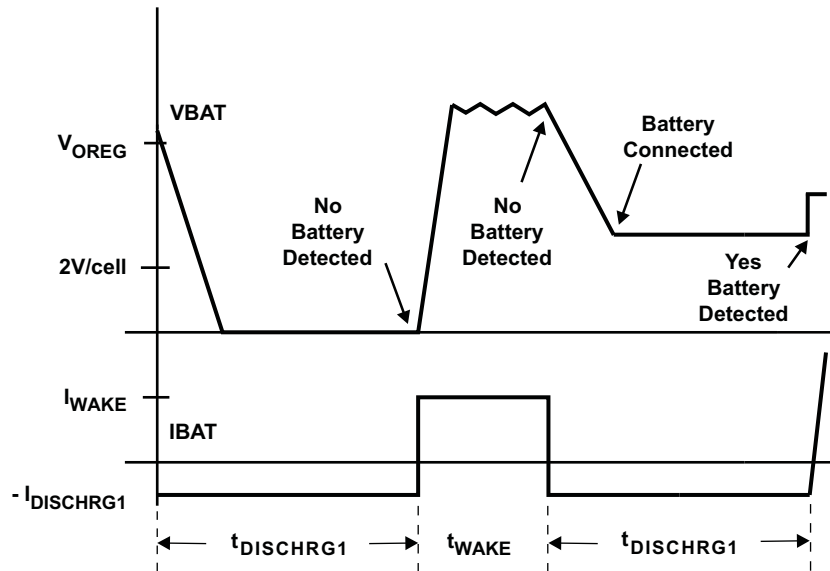 VBAT
VOREG
Battery
Connected
No
Battery
Detected
No
Battery
Detected
2V/cell
Yes
Battery
Detected
IWAKE
IBAT
- IDISCHRG1
tDISCHRG1
tWAKE
tDISCHRG1